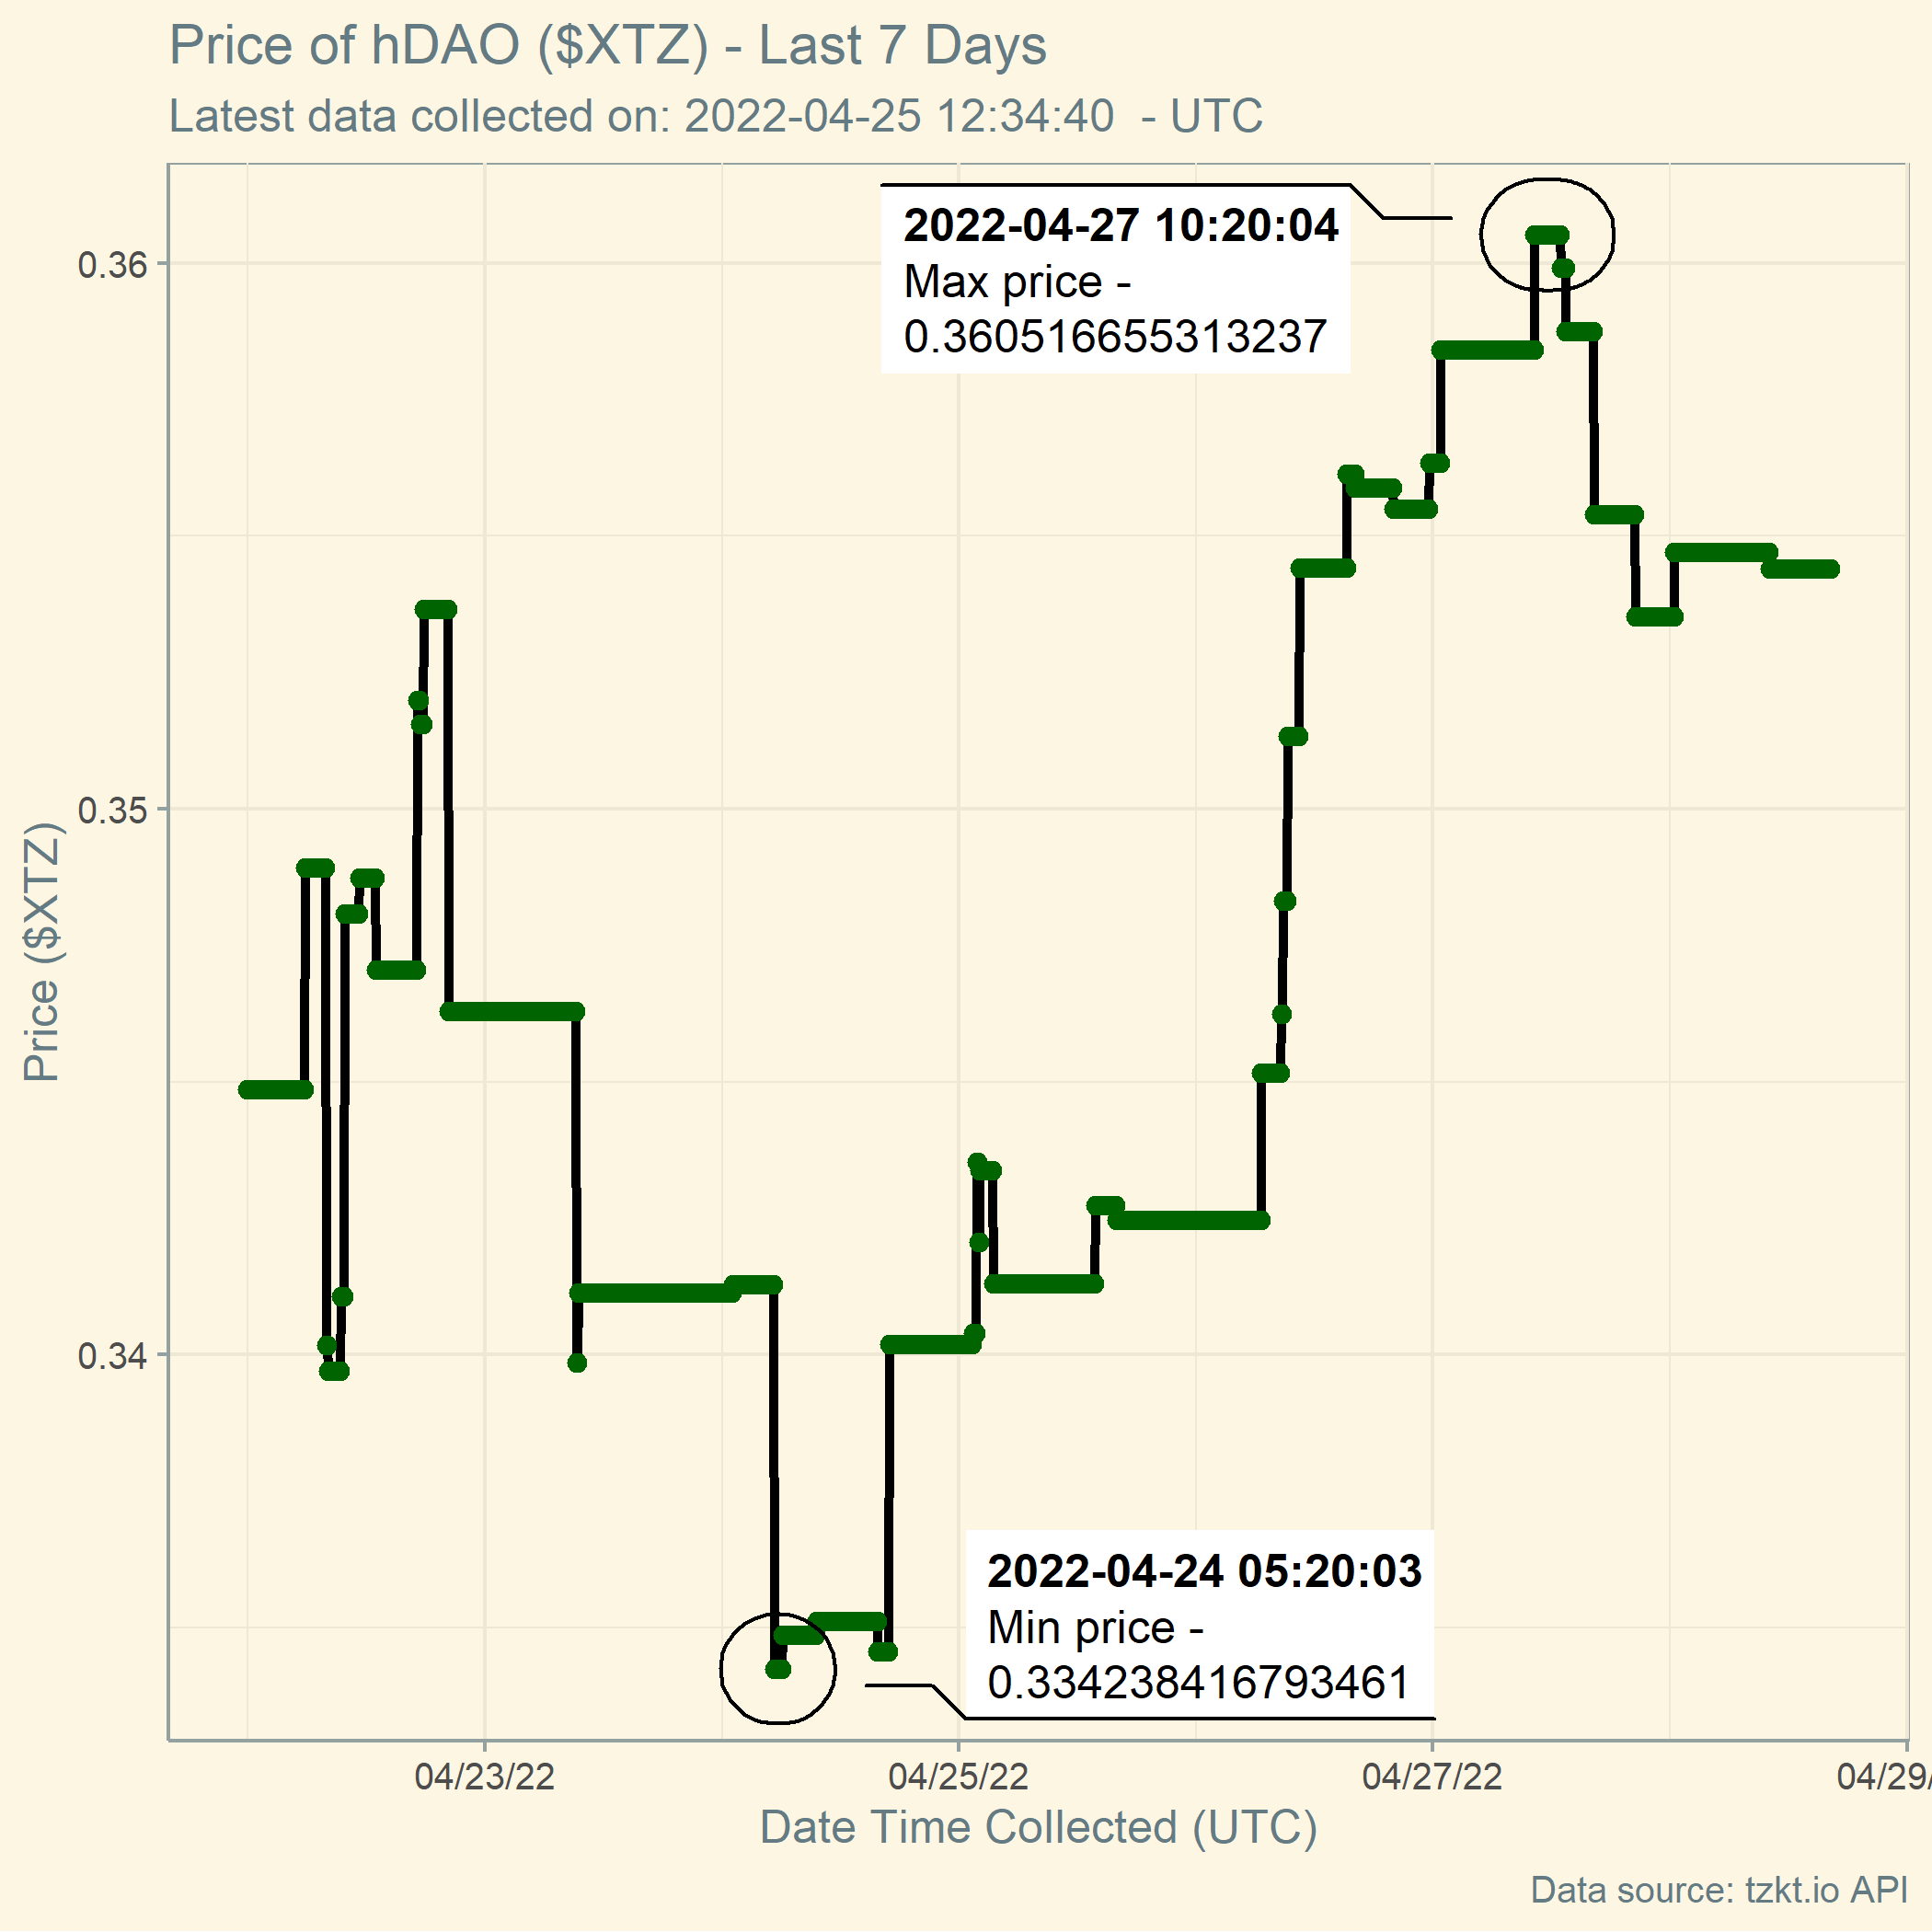 Price of hDAO ($XTZ) - Last 7 Days
Latest data collected on: 2022-04-25 12:34:40  - UTC
2022-04-27 10:20:04
Max price -
0.360516655313237
0.36
0.35
0.34
Price ($XTZ)
2022-04-24 05:20:03
Min price -
0.334238416793461
04/23/22
04/25/22
04/27/22
04/29/
Date Time Collected (UTC)
Data source: tzkt.io API